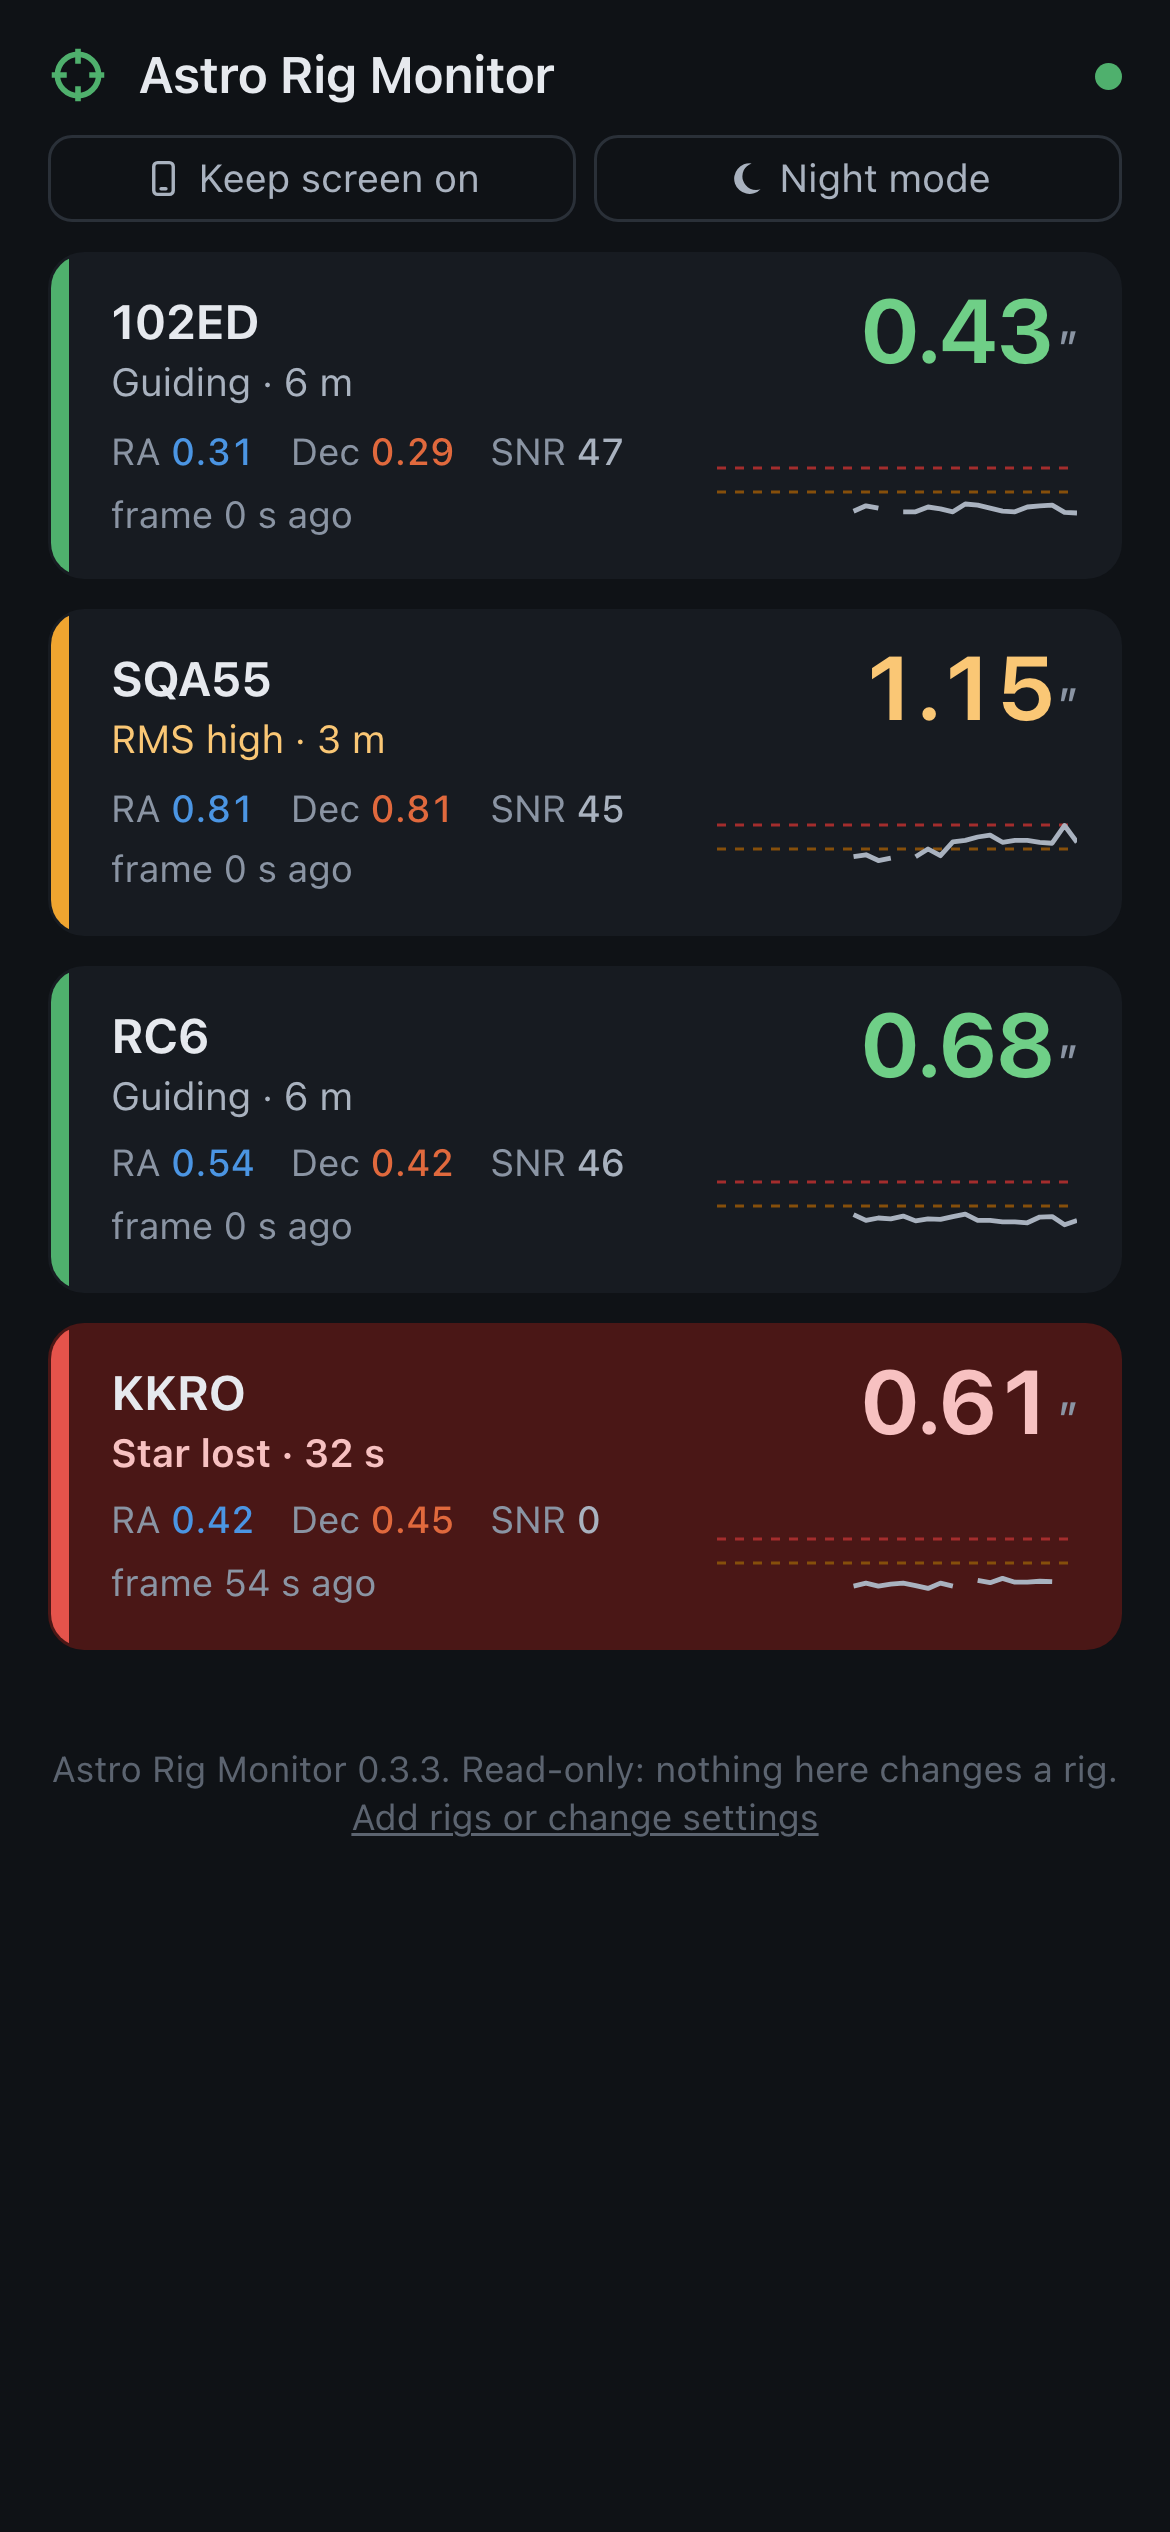 Astro Rig Monitor
Keep screen on
Night mode
102ED
0.43″
Guiding · 6 m
RA 0.31 Dec 0.29 SNR 47
frame 0 s ago
SQA55
1.15″
RMS high · 3 m
RA 0.81 Dec 0.81 SNR 45
frame 0 s ago
RC6
0.68″
Guiding · 6 m
RA 0.54 Dec 0.42 SNR 46
frame 0 s ago
KKRO
0.61″
Star lost · 32 s
RA 0.42 Dec 0.45 SNR 0
frame 54 s ago
Astro Rig Monitor 0.3.3. Read-only: nothing here changes a rig.
Add rigs or change settings